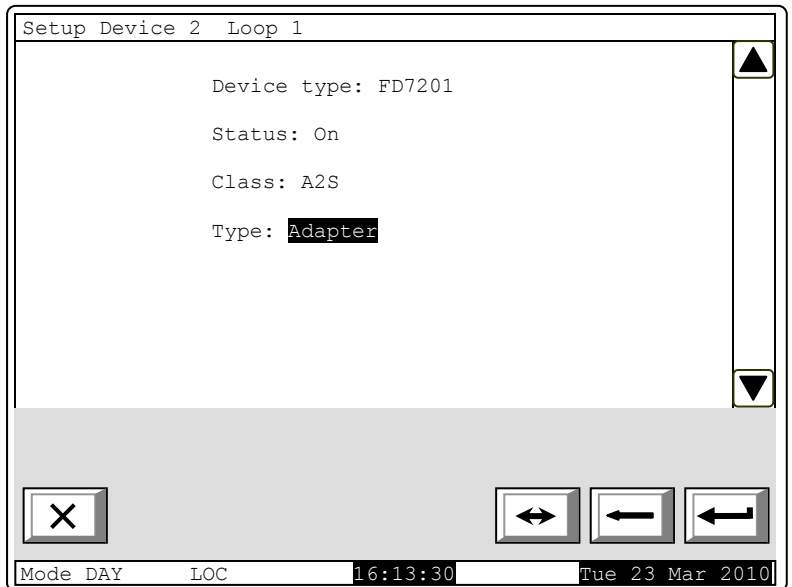 Setup Device 2 Loop 1
Device type: FD7201
Status: On
Class: A2S
Type: Adapter
Mode DAY LOC 16:13:30 Tue 23 Mar 2010